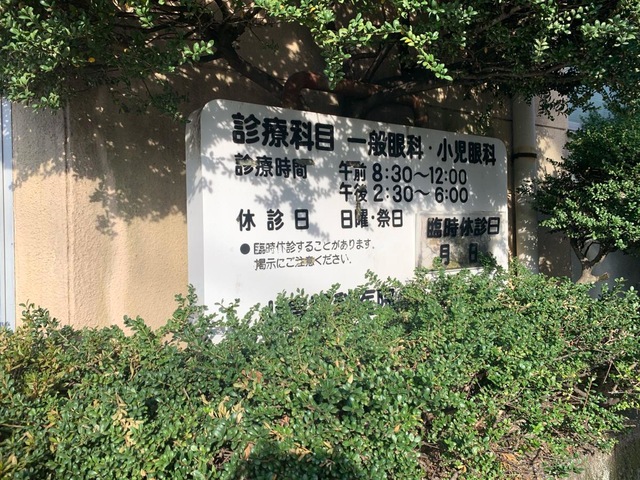 診療科目 一般眼科・小児眼科
診療時間 午前 8:30〜12:00
午後 2:30〜6:00
休診日 日曜・祭日
●臨時休診することがあります。
掲示にご注意ください。
臨時休診日
月 日